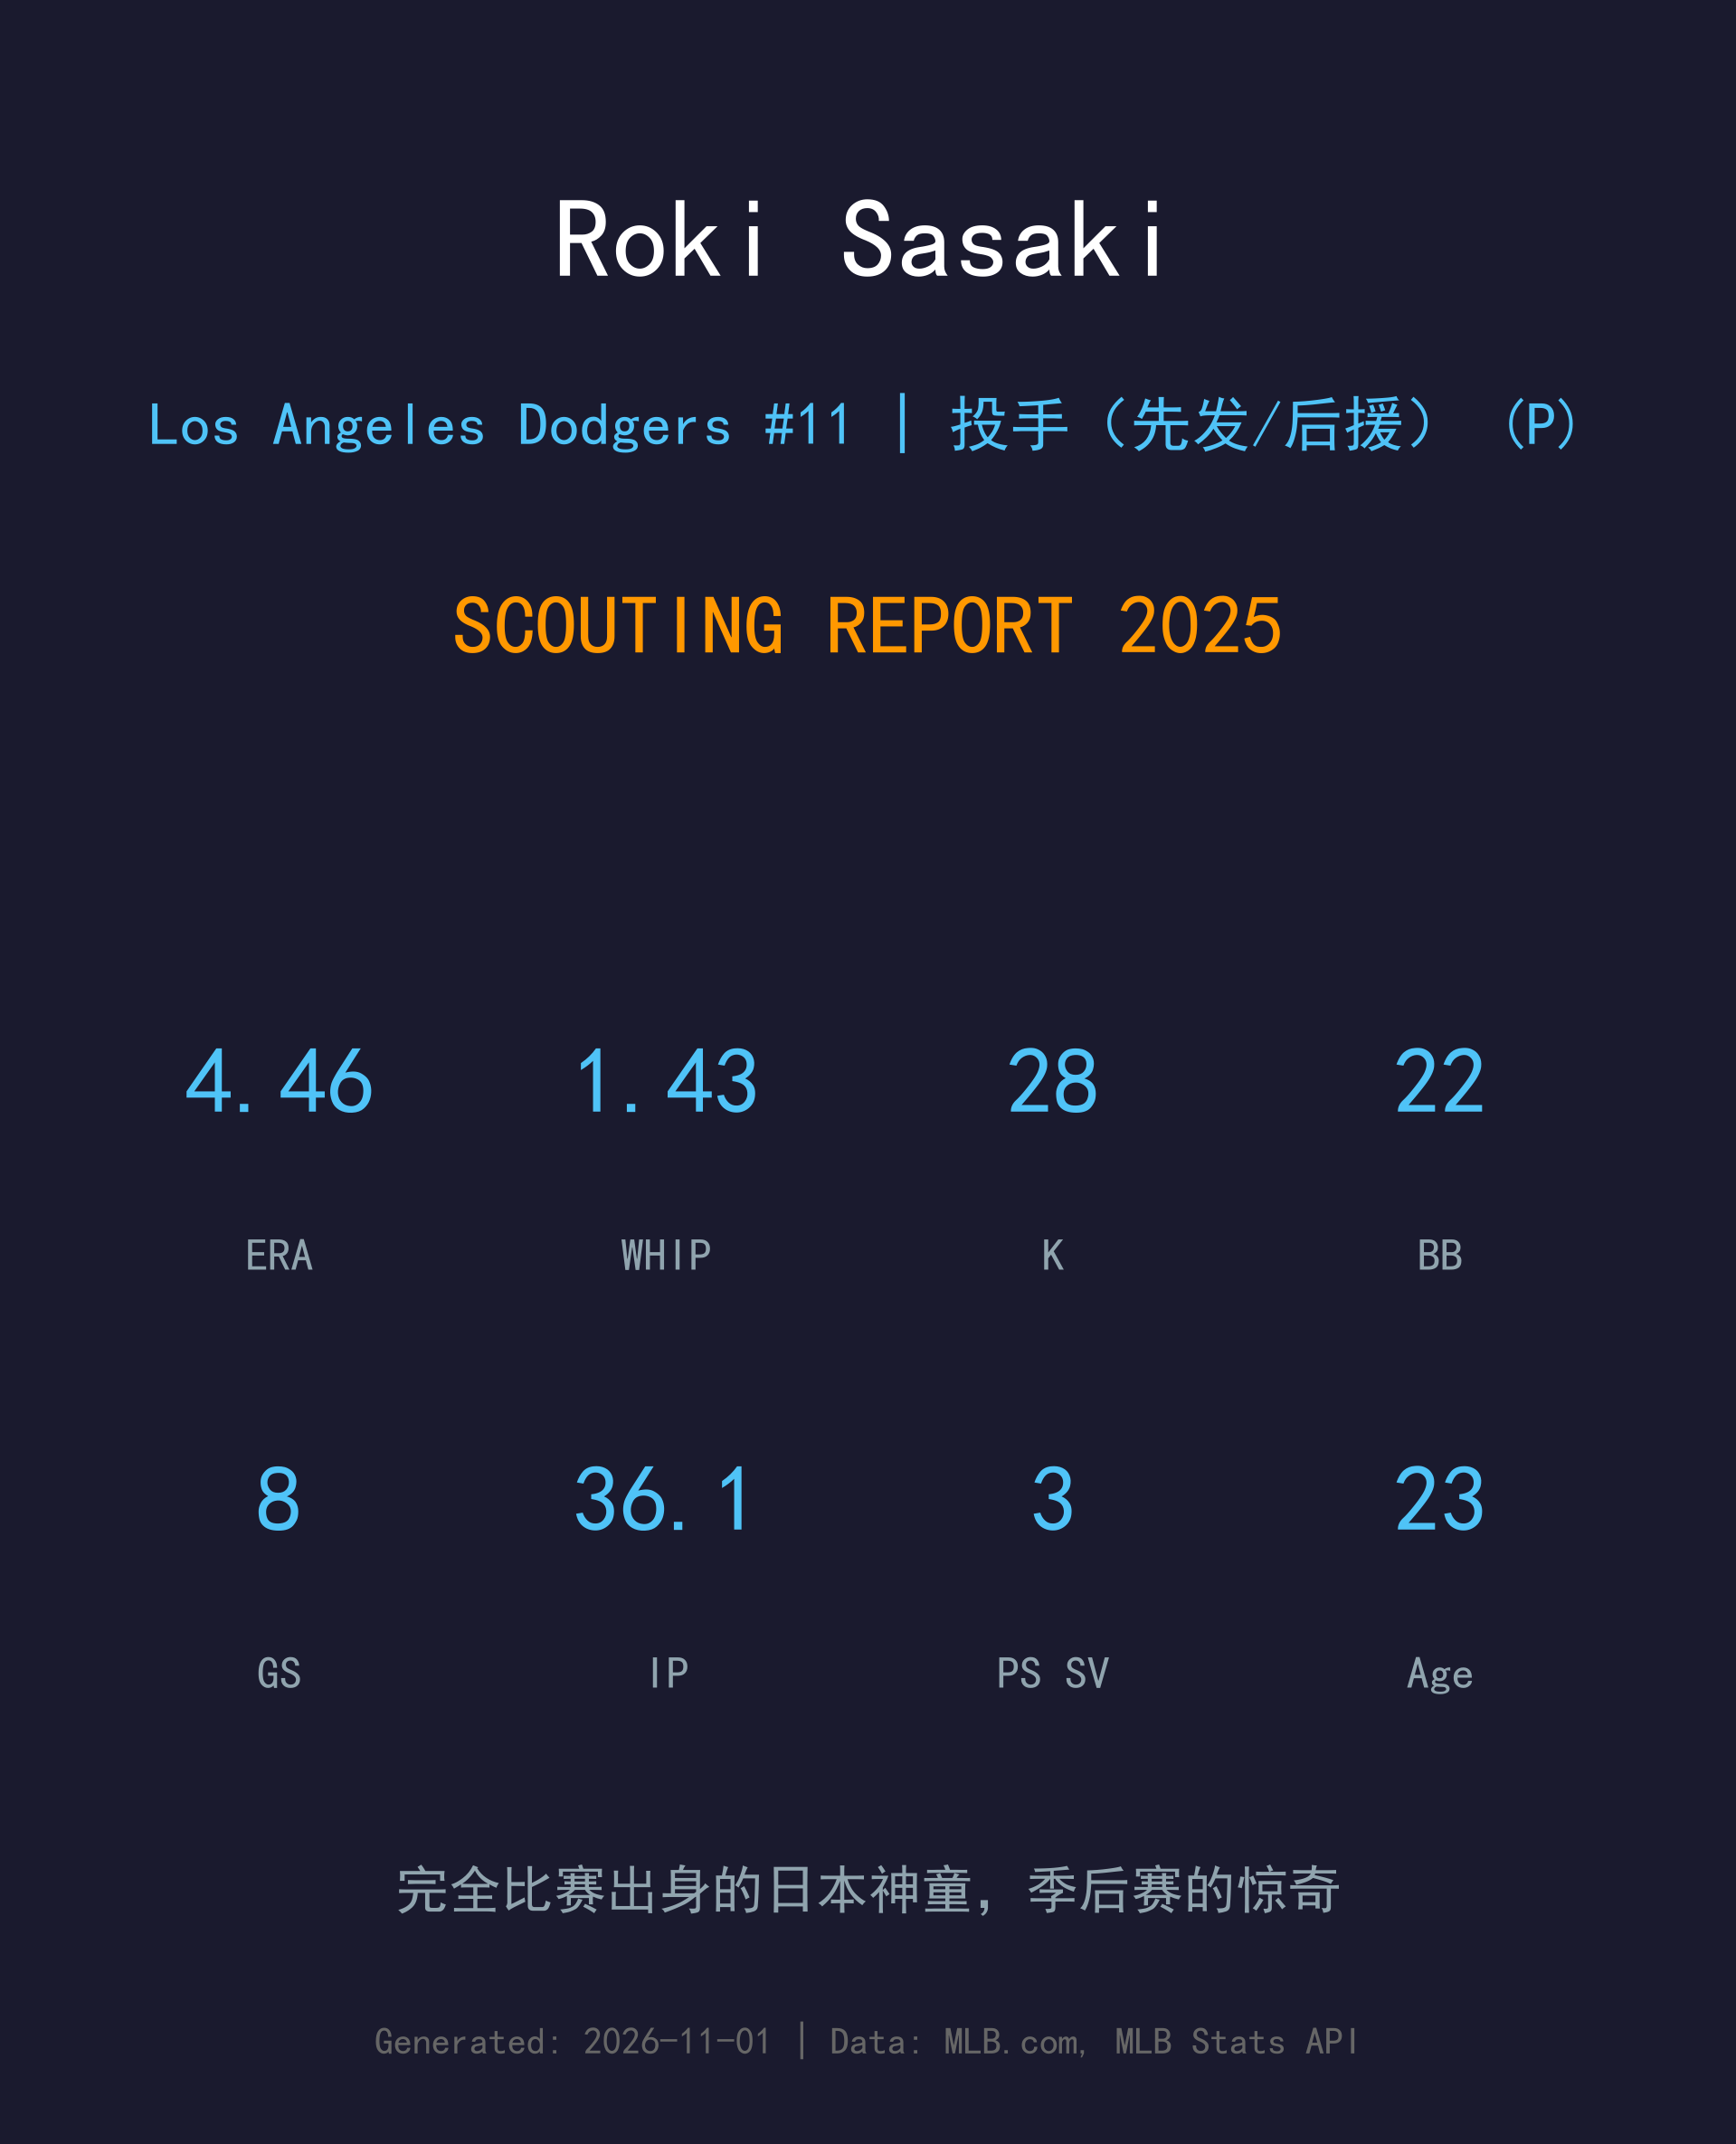 Roki Sasaki
Los Angeles Dodgers #11 | 投手（先发/后援） (P)
SCOUTING REPORT 2025
4.46 1.43 28 22
ERA WHIP K BB
8 36.1 3 23
GS IP PS SV Age
完全比赛出身的日本神童，季后赛的惊奇
Generated: 2026-11-01 | Data: MLB.com, MLB Stats API